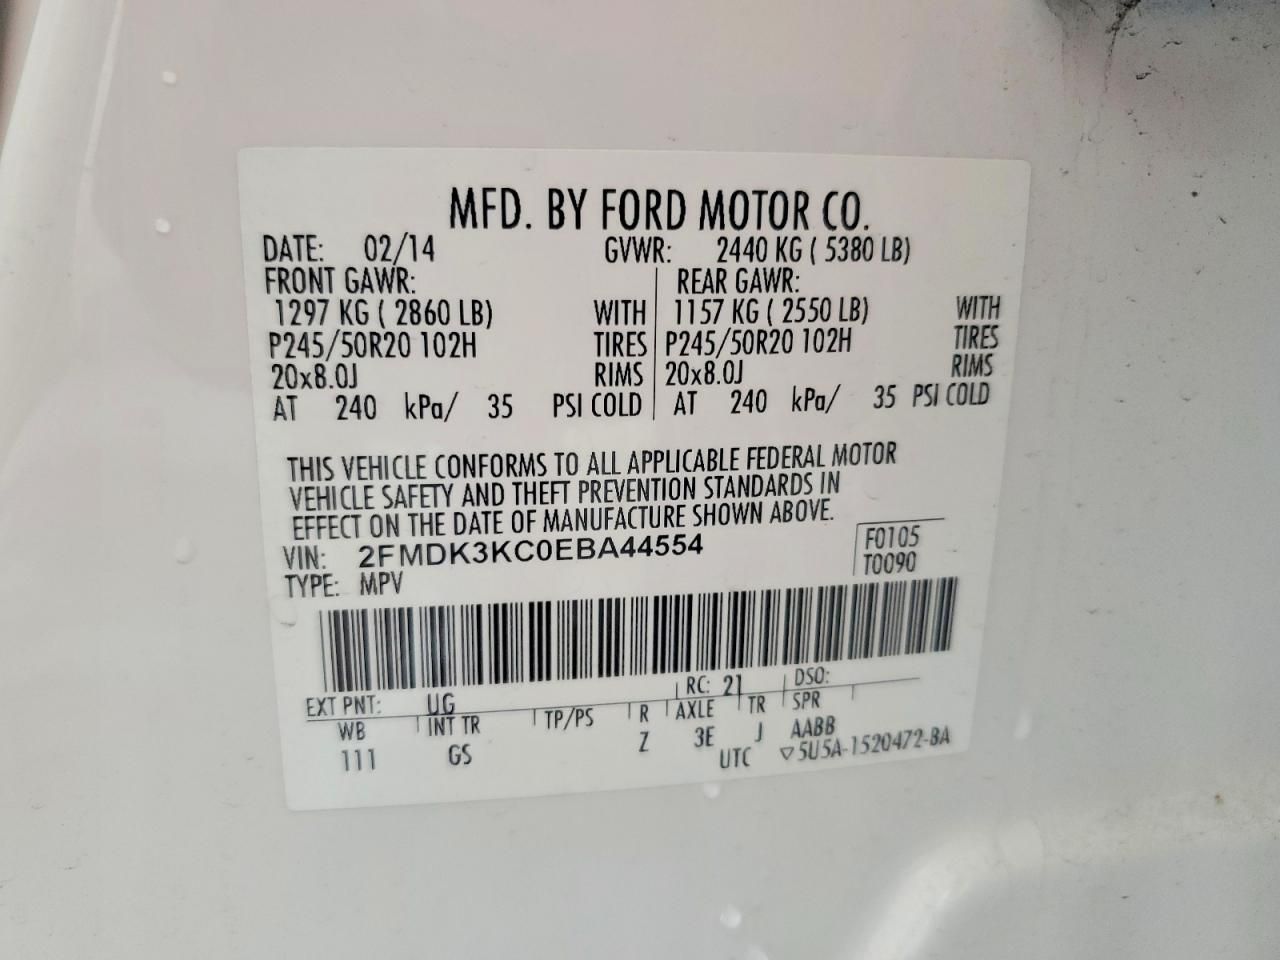 MFD. BY FORD MOTOR CO.
DATE: 02/14 GVWR: 2440 KG ( 5380 LB)
FRONT GAWR: REAR GAWR:
1297 KG ( 2860 LB) WITH 1157 KG ( 2550 LB) WITH
P245/50R20 102H TIRES P245/50R20 102H TIRES
20x8.0J RIMS 20x8.0J RIMS
AT 240 kPa/ 35 PSI COLD AT 240 kPa/ 35 PSI COLD
THIS VEHICLE CONFORMS TO ALL APPLICABLE FEDERAL MOTOR
VEHICLE SAFETY AND THEFT PREVENTION STANDARDS IN
EFFECT ON THE DATE OF MANUFACTURE SHOWN ABOVE.
VIN: 2FMDK3KC0EBA44554 F0105
TYPE: MPV T0090
EXT PNT: UG RC: 21 DSO:
WB INT TR TP/PS R AXLE TR SPR
111 GS Z 3E J AABB
UTC ▽5U5A-1520472-BA